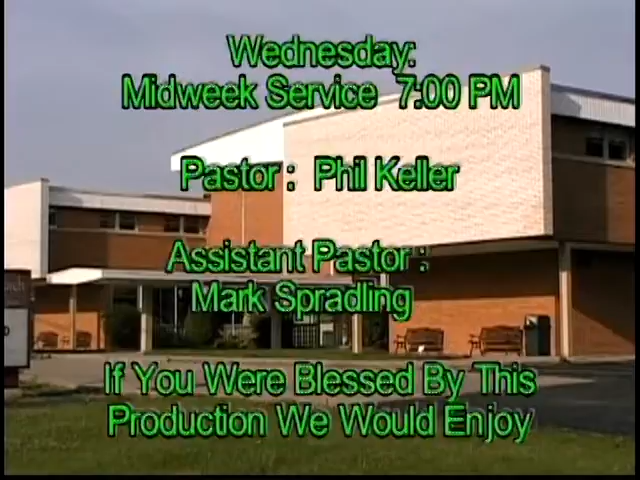 Wednesday:
Midweek Service 7:00 PM
Pastor : Phil Keller
Assistant Pastor :
Mark Spradling
If You Were Blessed By This
Production We Would Enjoy